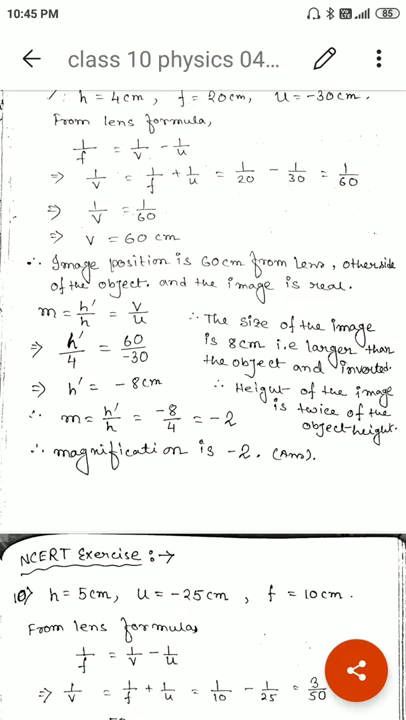 10:45 PM 85
class 10 physics 04...
h = 4cm, f = 20cm, u = -30cm.
From lens formula,
1/f = 1/v - 1/u
⇒ 1/v = 1/f + 1/u = 1/20 - 1/30 = 1/60
⇒ 1/v = 1/60
⇒ v = 60 cm
∴ Image position is 60cm from lens, otherside
of the object. and the image is real.
m = h'/h = v/u
⇒ h'/4 = 60/-30
⇒ h' = -8cm
∴ m = h'/h = -8/4 = -2
∴ The size of the image
is 8cm i.e larger than
the object and inverted.
∴ Height of the image
is twice of the
object-height.
∴ magnification is -2. (Ans).
NCERT Exercise :→
10> h = 5cm, u = -25cm, f = 10cm.
From lens formulas
1/f = 1/v - 1/u
⇒ 1/v = 1/f + 1/u = 1/10 - 1/25 = 3/50